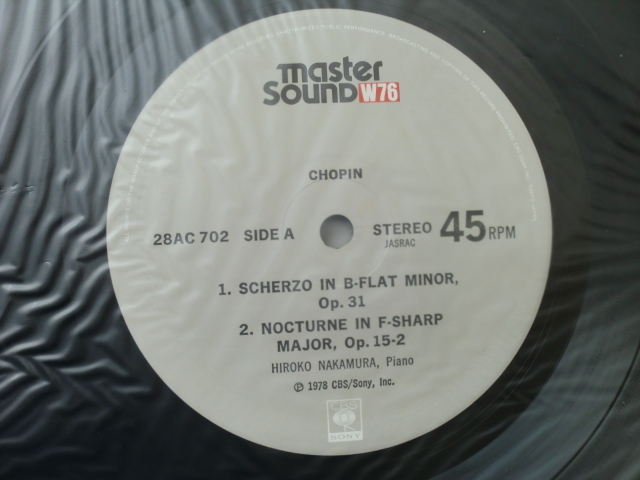 master
SOUND W76
CHOPIN
28AC 702 SIDE A
STEREO 45 RPM
JASRAC
1. SCHERZO IN B-FLAT MINOR,
Op. 31
2. NOCTURNE IN F-SHARP
MAJOR, Op. 15-2
HIROKO NAKAMURA, Piano
℗ 1978 CBS/Sony, Inc.
CBS
SONY